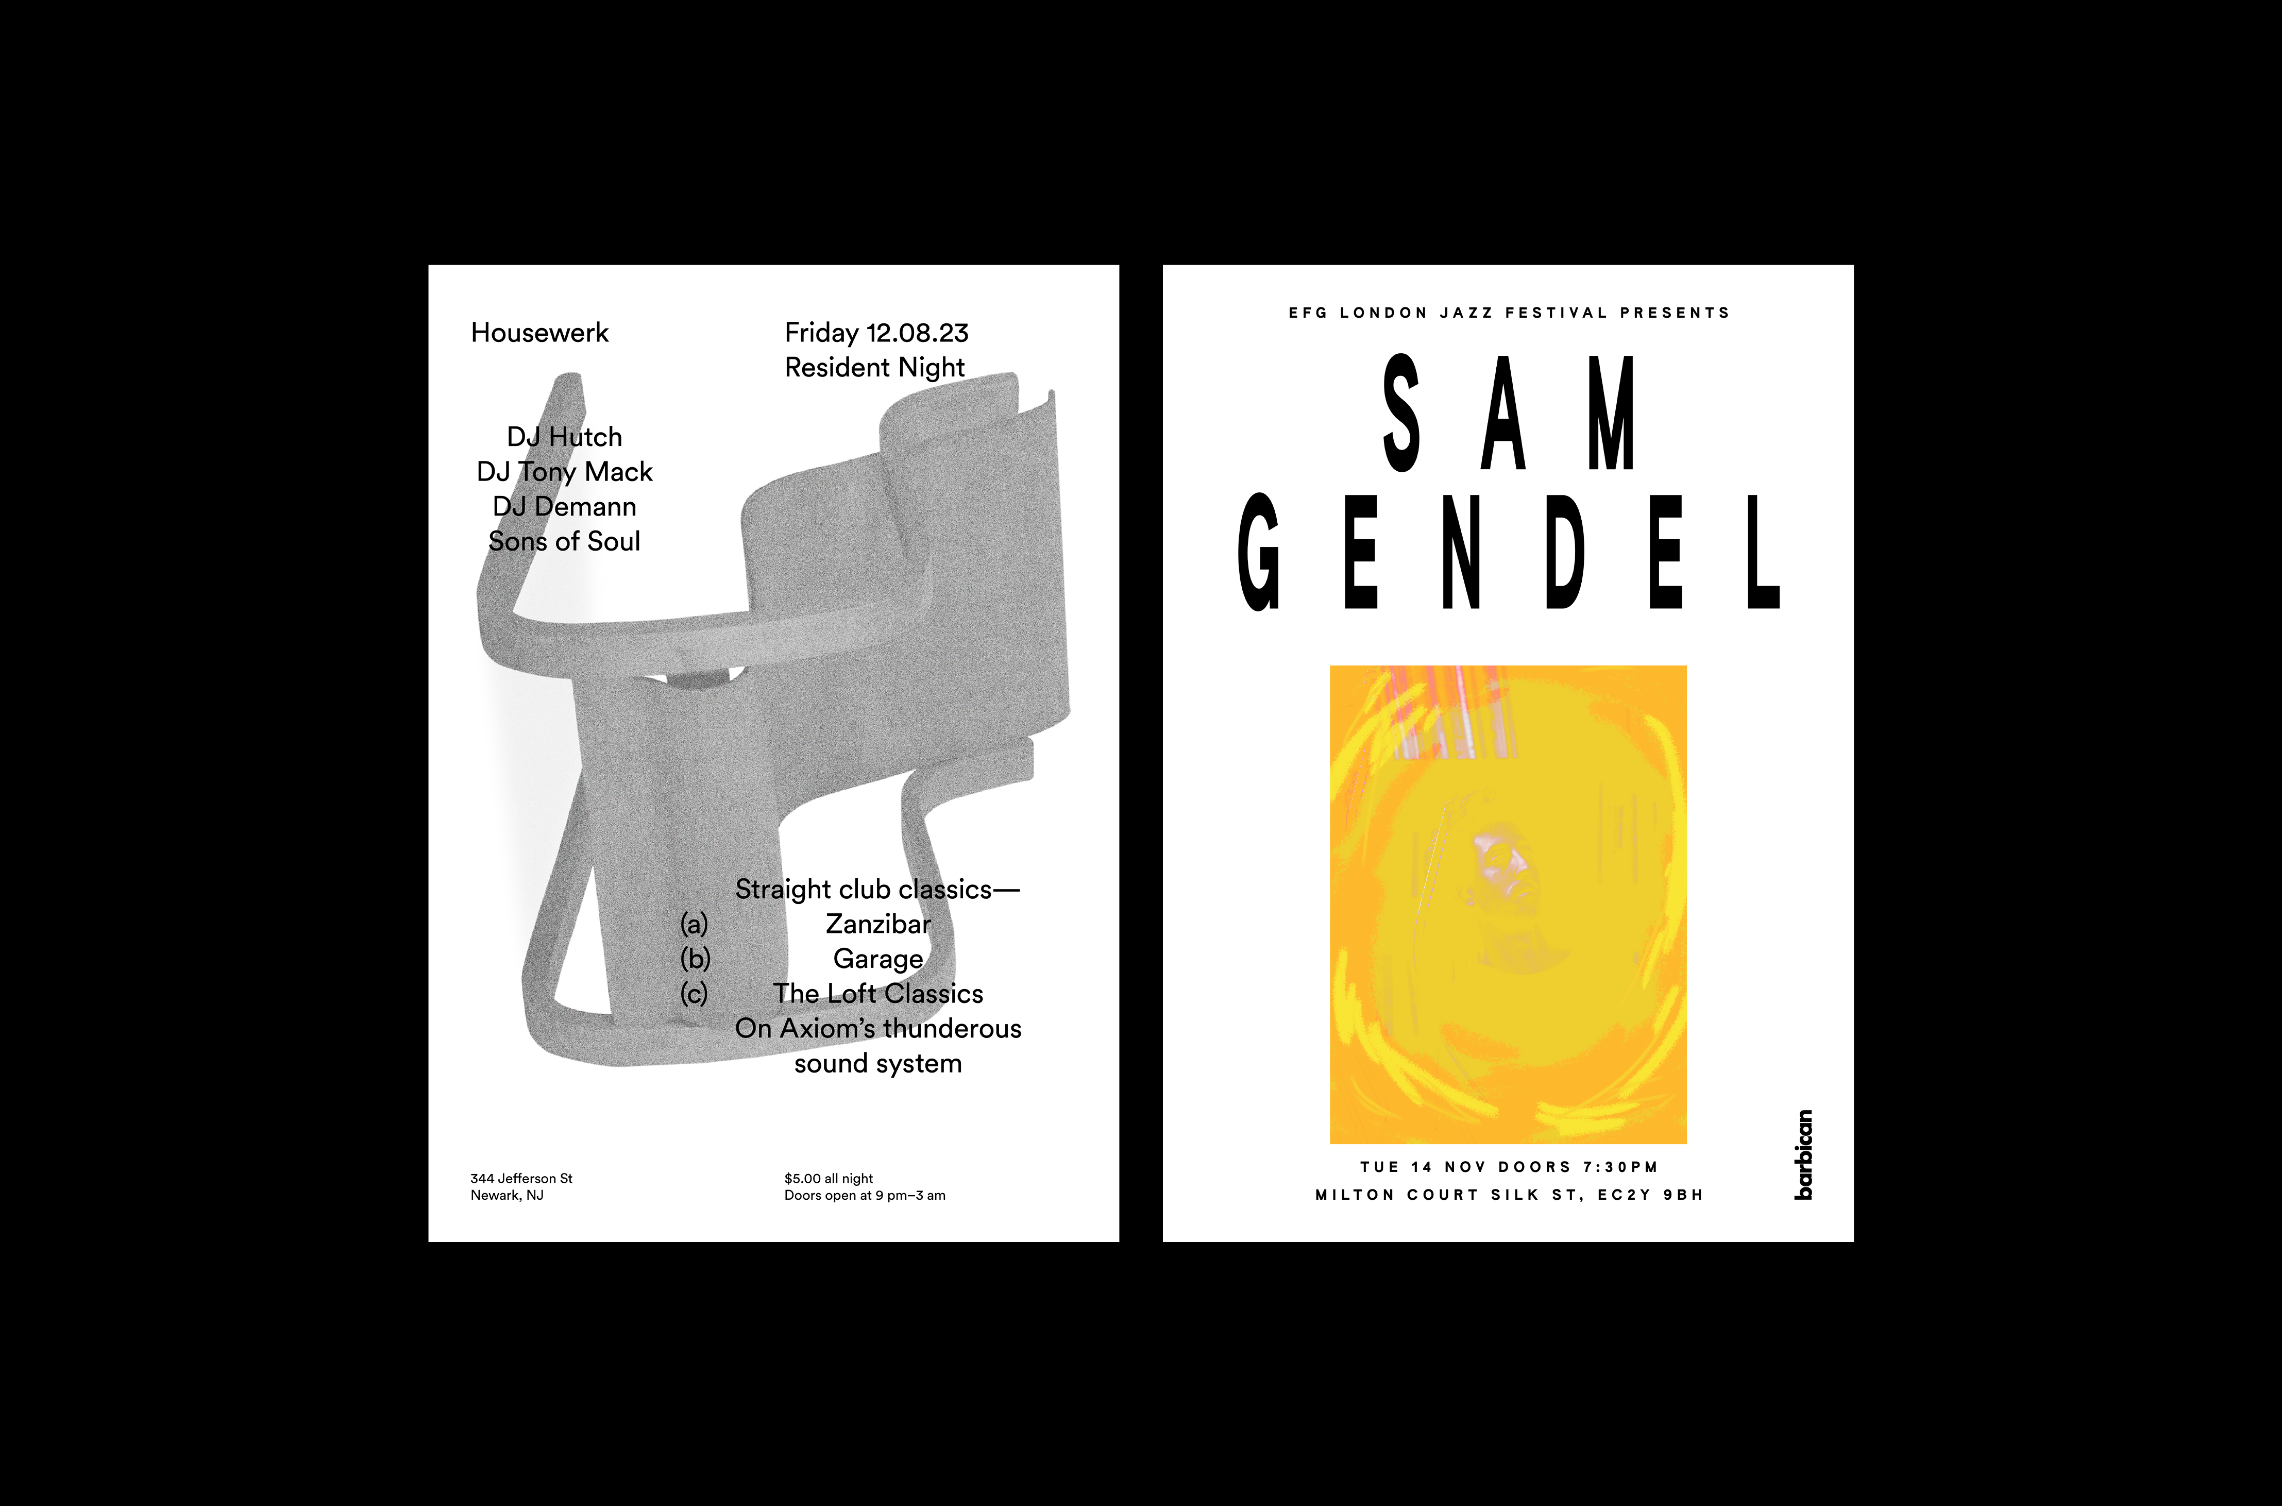 Housewerk
Friday 12.08.23
Resident Night
DJ Hutch
DJ Tony Mack
DJ Demann
Sons of Soul
Straight club classics—
(a) Zanzibar
(b) Garage
(c) The Loft Classics
On Axiom’s thunderous
sound system
344 Jefferson St
Newark, NJ
$5.00 all night
Doors open at 9 pm–3 am
EFG LONDON JAZZ FESTIVAL PRESENTS
SAM
GENDEL
TUE 14 NOV DOORS 7:30PM
MILTON COURT SILK ST, EC2Y 9BH
barbican